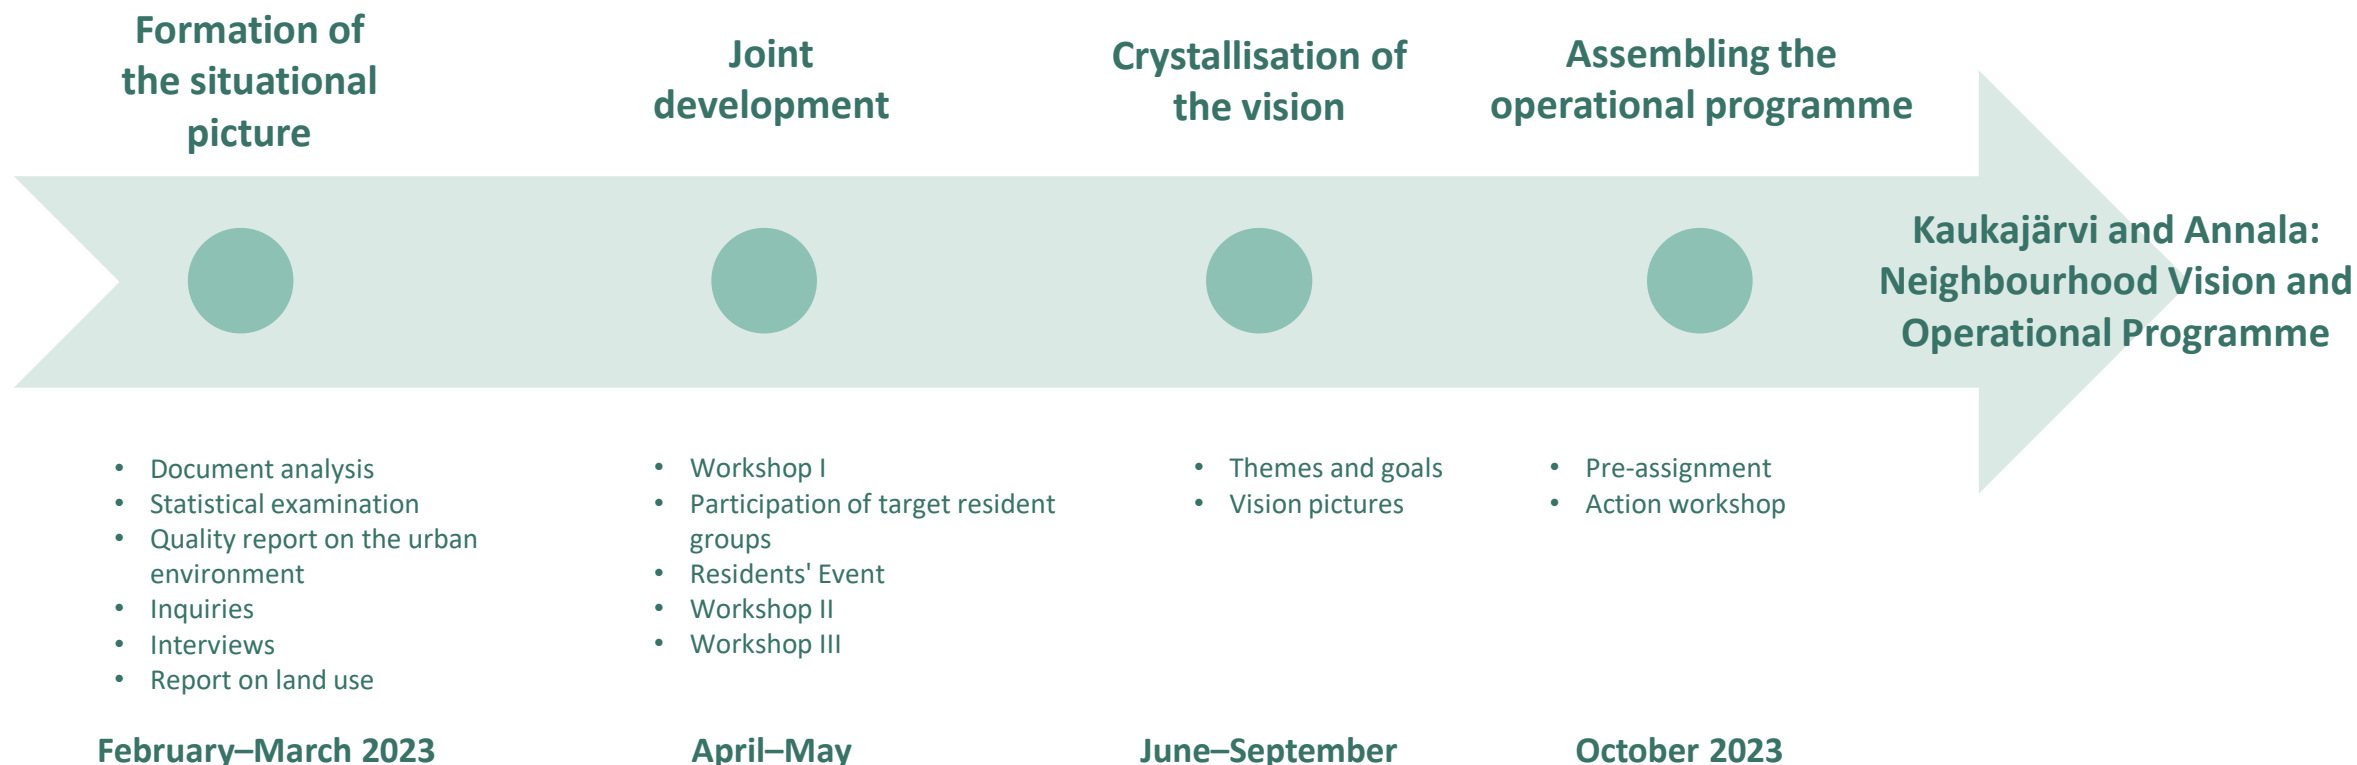 Formation of
the situational
picture
Joint
development
Crystallisation of
the vision
Assembling the
operational programme
Kaukajärvi and Annala:
Neighbourhood Vision and
Operational Programme
• Document analysis
• Statistical examination
• Quality report on the urban
environment
• Inquiries
• Interviews
• Report on land use
• Workshop I
• Participation of target resident
groups
• Residents' Event
• Workshop II
• Workshop III
• Themes and goals
• Vision pictures
• Pre-assignment
• Action workshop
February–March 2023
April–May
June–September
October 2023